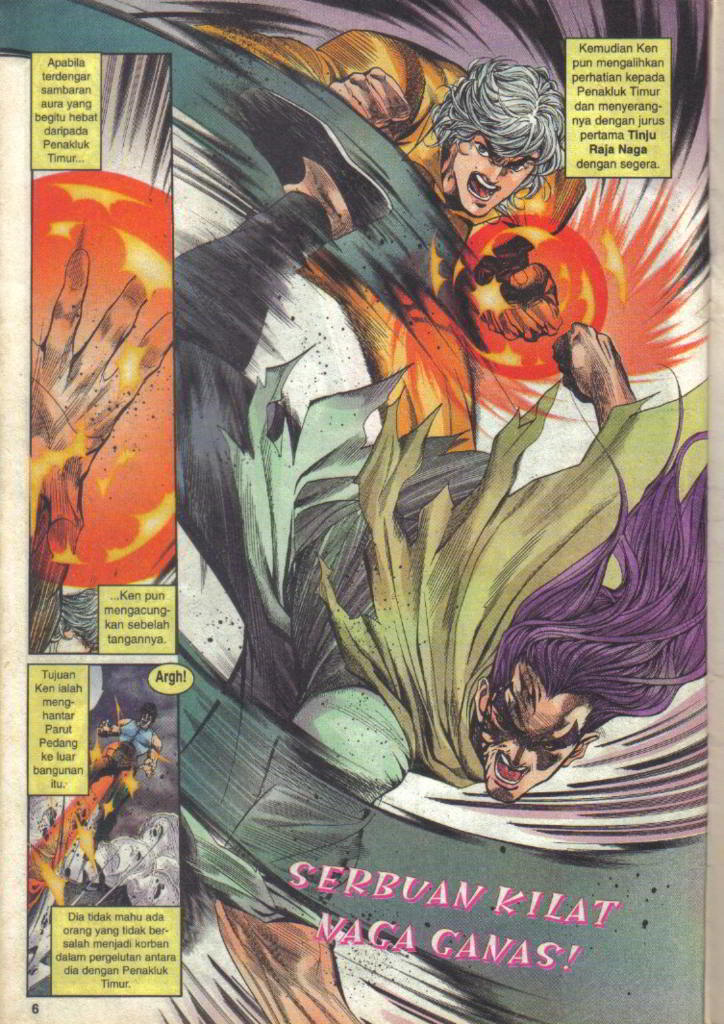 Apabila
terdengar
sambaran
aura yang
begitu hebat
daripada
Penakluk
Timur...
Kemudian Ken
pun mengalihkan
perhatian kepada
Penakluk Timur
dan menyerang-
nya dengan jurus
pertama Tinju
Raja Naga
dengan segera.
...Ken pun
mengacung-
kan sebelah
tangannya.
Tujuan
Ken ialah
meng-
hantar
Parut
Pedang
ke luar
bangunan
itu.
Argh!
Dia tidak mahu ada
orang yang tidak ber-
salah menjadi korban
dalam pergelutan antara
dia dengan Penakluk
Timur.
SERBUAN KILAT
NAGA GANAS!
6